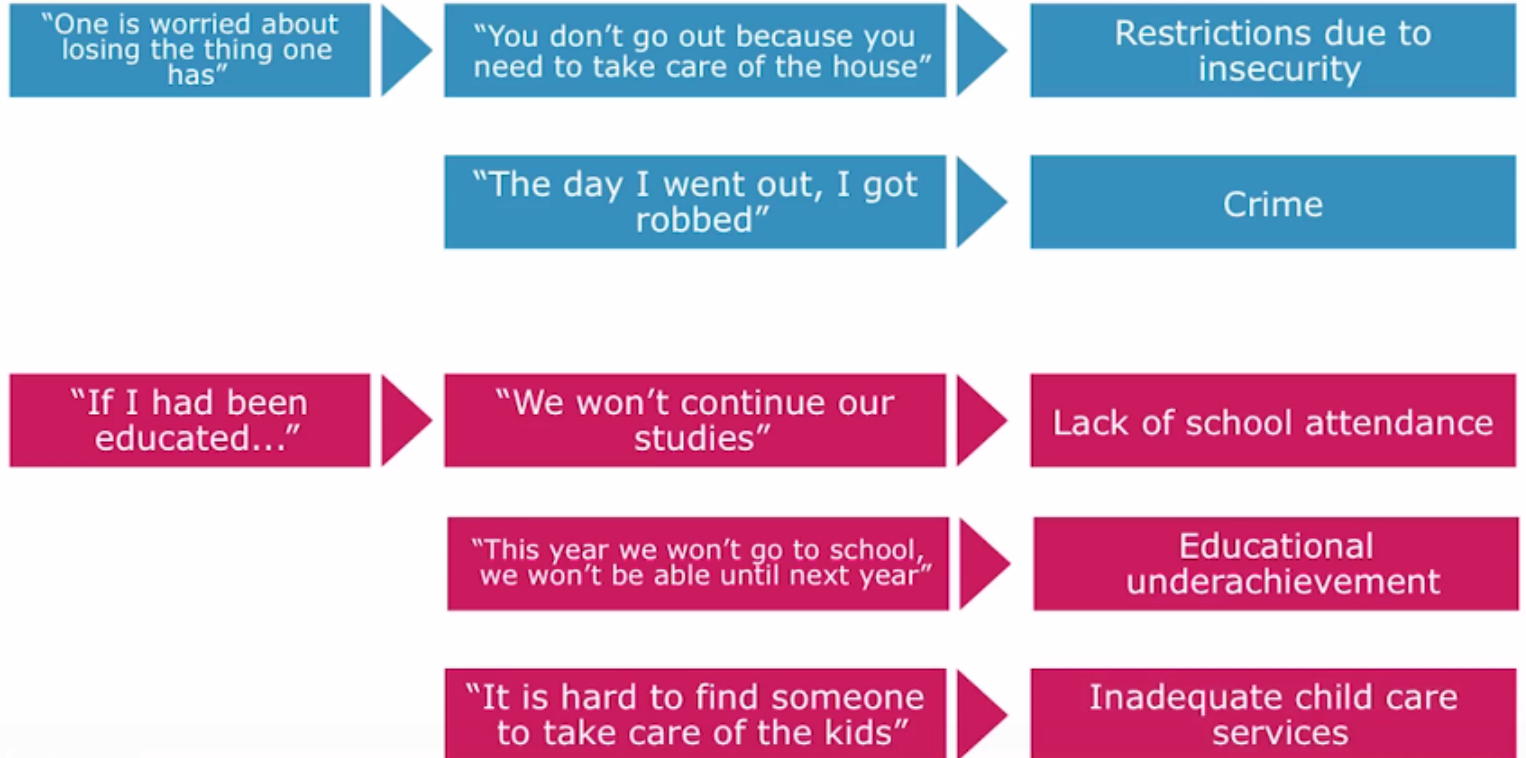 “One is worried about
losing the thing one
has”
“You don’t go out because you
need to take care of the house”
Restrictions due to
insecurity
“The day I went out, I got
robbed”
Crime
“If I had been
educated...”
“We won’t continue our
studies”
Lack of school attendance
“This year we won’t go to school,
we won’t be able until next year”
Educational
underachievement
“It is hard to find someone
to take care of the kids”
Inadequate child care
services